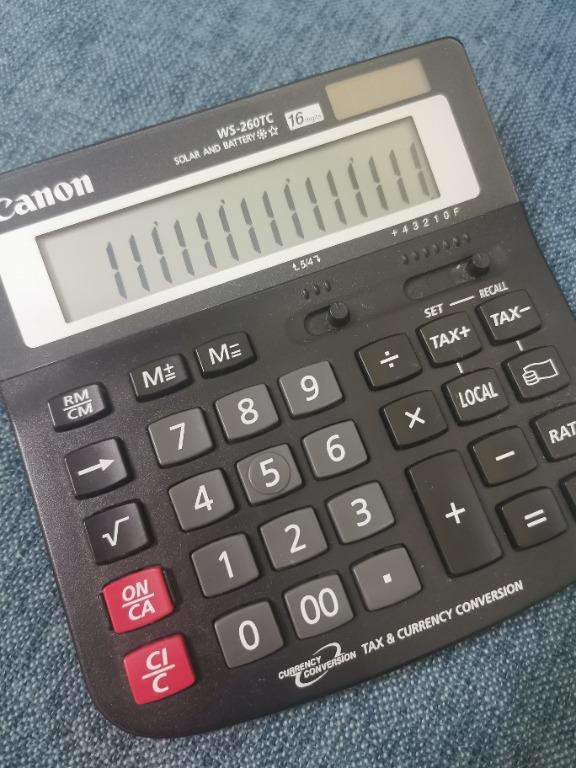 WS-260TC
16 digits
SOLAR AND BATTERY
Canon
+ 4 3 2 1 0 F
5/4
SET RECALL
RM
CM
M±
M=
÷
TAX+
TAX-
→
7
8
9
×
LOCAL
√
4
5
6
+
-
RAT
ON
CA
1
2
3
=
CI
C
0
00
.
CURRENCY CONVERSION TAX & CURRENCY CONVERSION